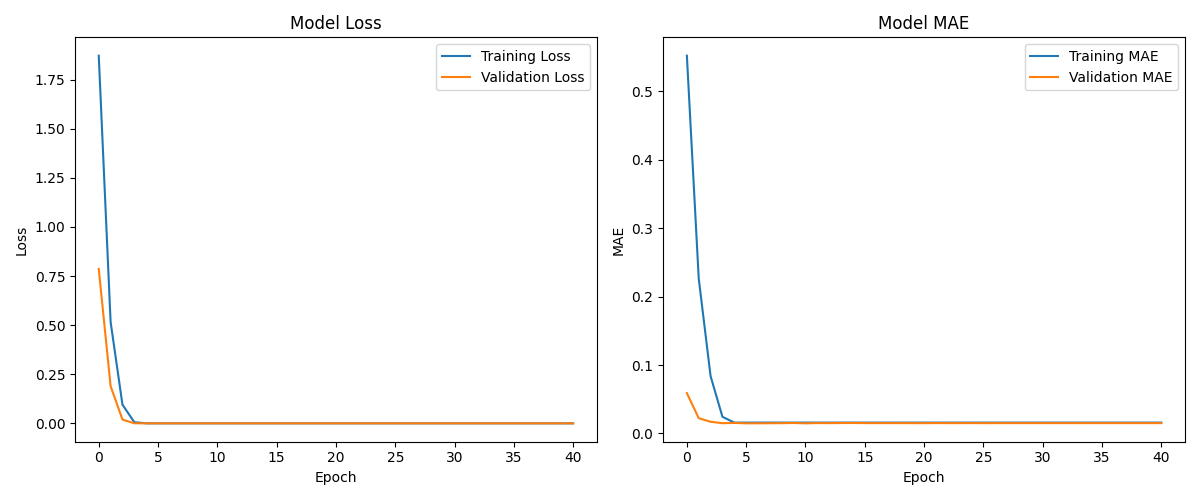 Model Loss
Training Loss
Validation Loss
1.75
1.50
1.25
1.00
0.75
0.50
0.25
0.00
Loss
0 5 10 15 20 25 30 35 40
Epoch
Model MAE
Training MAE
Validation MAE
0.5
0.4
0.3
0.2
0.1
0.0
MAE
0 5 10 15 20 25 30 35 40
Epoch